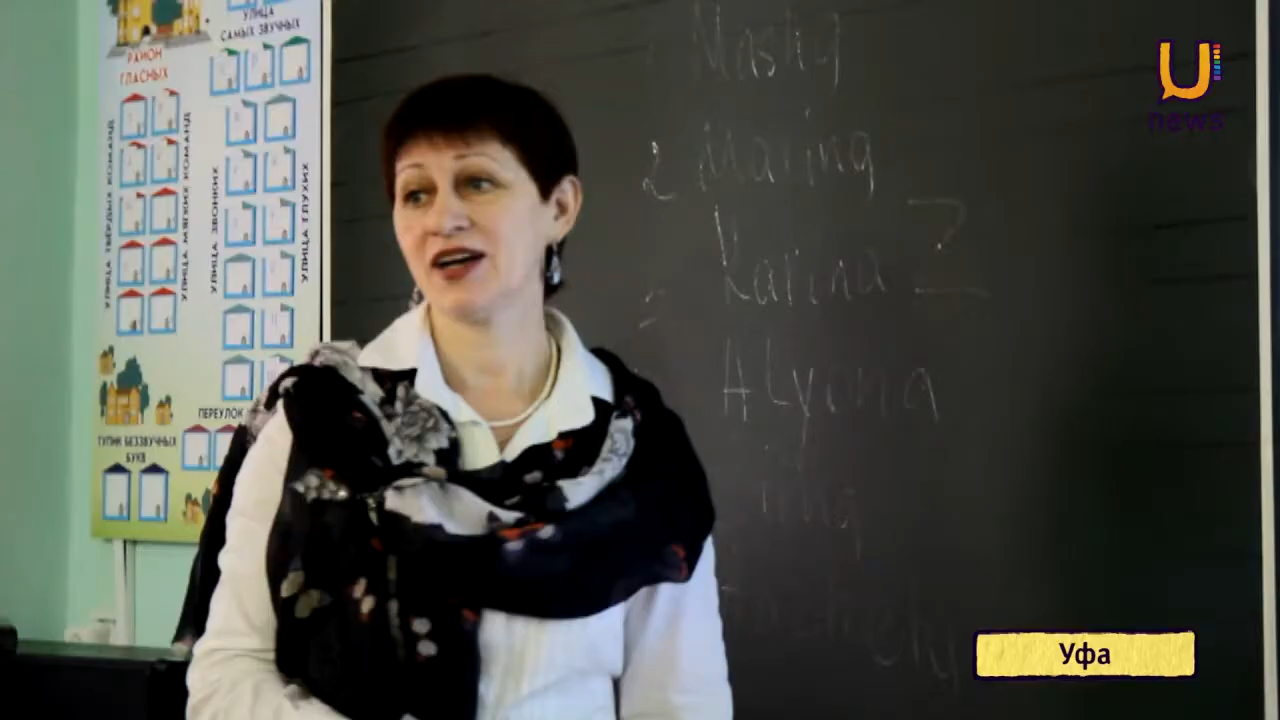 УЛИЦА
САМЫХ ЗВУЧНЫХ
РАЙОН
ГЛАСНЫХ
УЛИЦА ТВЁРДЫХ КОМАНД
УЛИЦА МЯГКИХ КОМАНД
УЛИЦА ЗВОНКИХ
УЛИЦА ГЛУХИХ
ПЕРЕУЛОК
ТУПИК БЕЗЗВУЧНЫХ
БУКВ
Masha
2 Marina
Karina ?
Alyona
U
news
Уфа